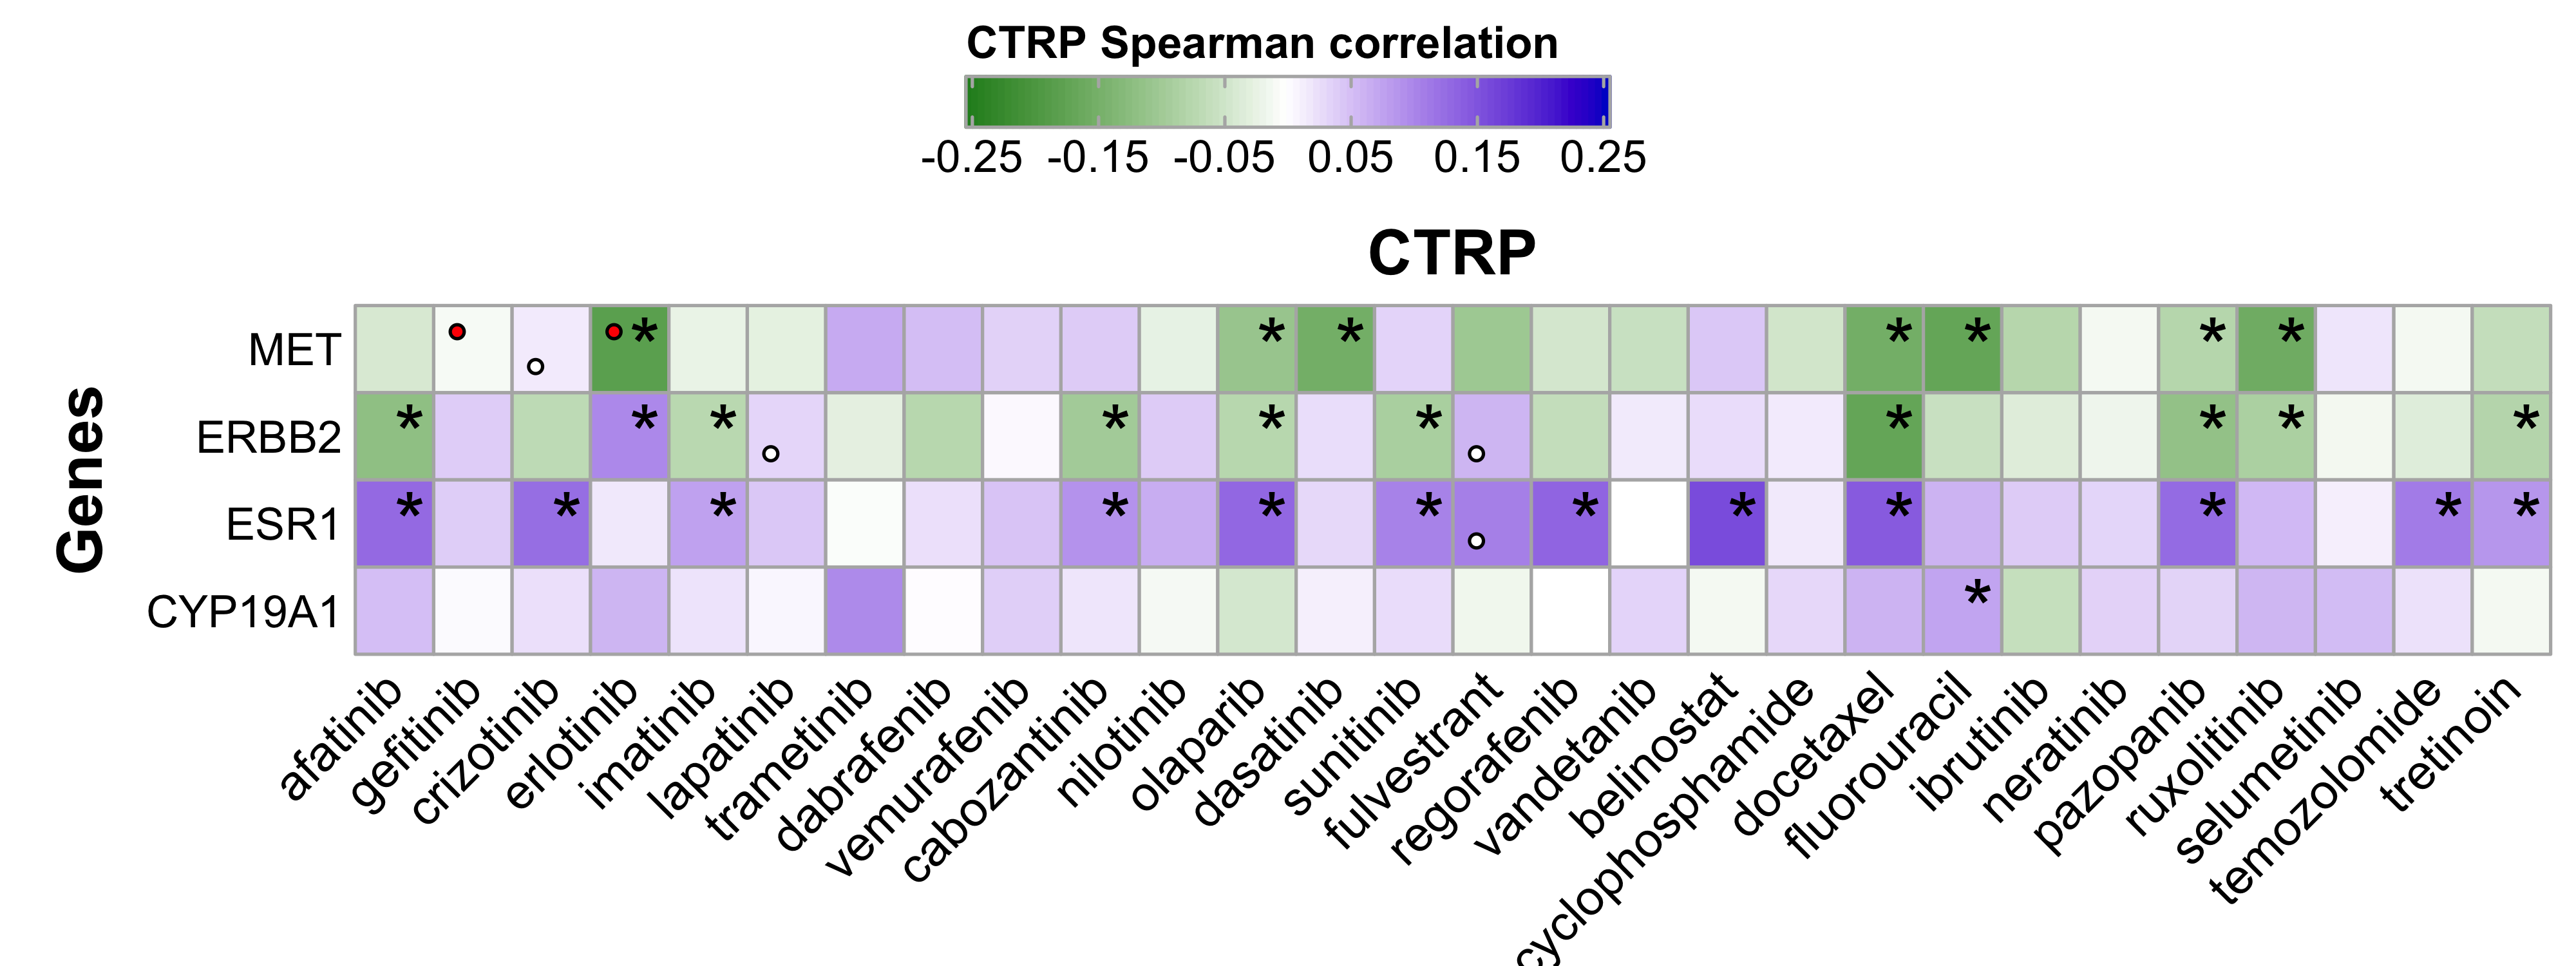 CTRP Spearman correlation
-0.25 -0.15 -0.05 0.05 0.15 0.25
CTRP
Genes
MET
* * * * * * *
ERBB2
* * * * * * * * * *
ESR1
* * * * * * * * * * * *
CYP19A1
*
afatinib
gefitinib
crizotinib
erlotinib
imatinib
lapatinib
trametinib
dabrafenib
vemurafenib
cabozantinib
nilotinib
olaparib
dasatinib
sunitinib
fulvestrant
regorafenib
vandetanib
belinostat
cyclophosphamide
docetaxel
fluorouracil
ibrutinib
neratinib
pazopanib
ruxolitinib
selumetinib
temozolomide
tretinoin